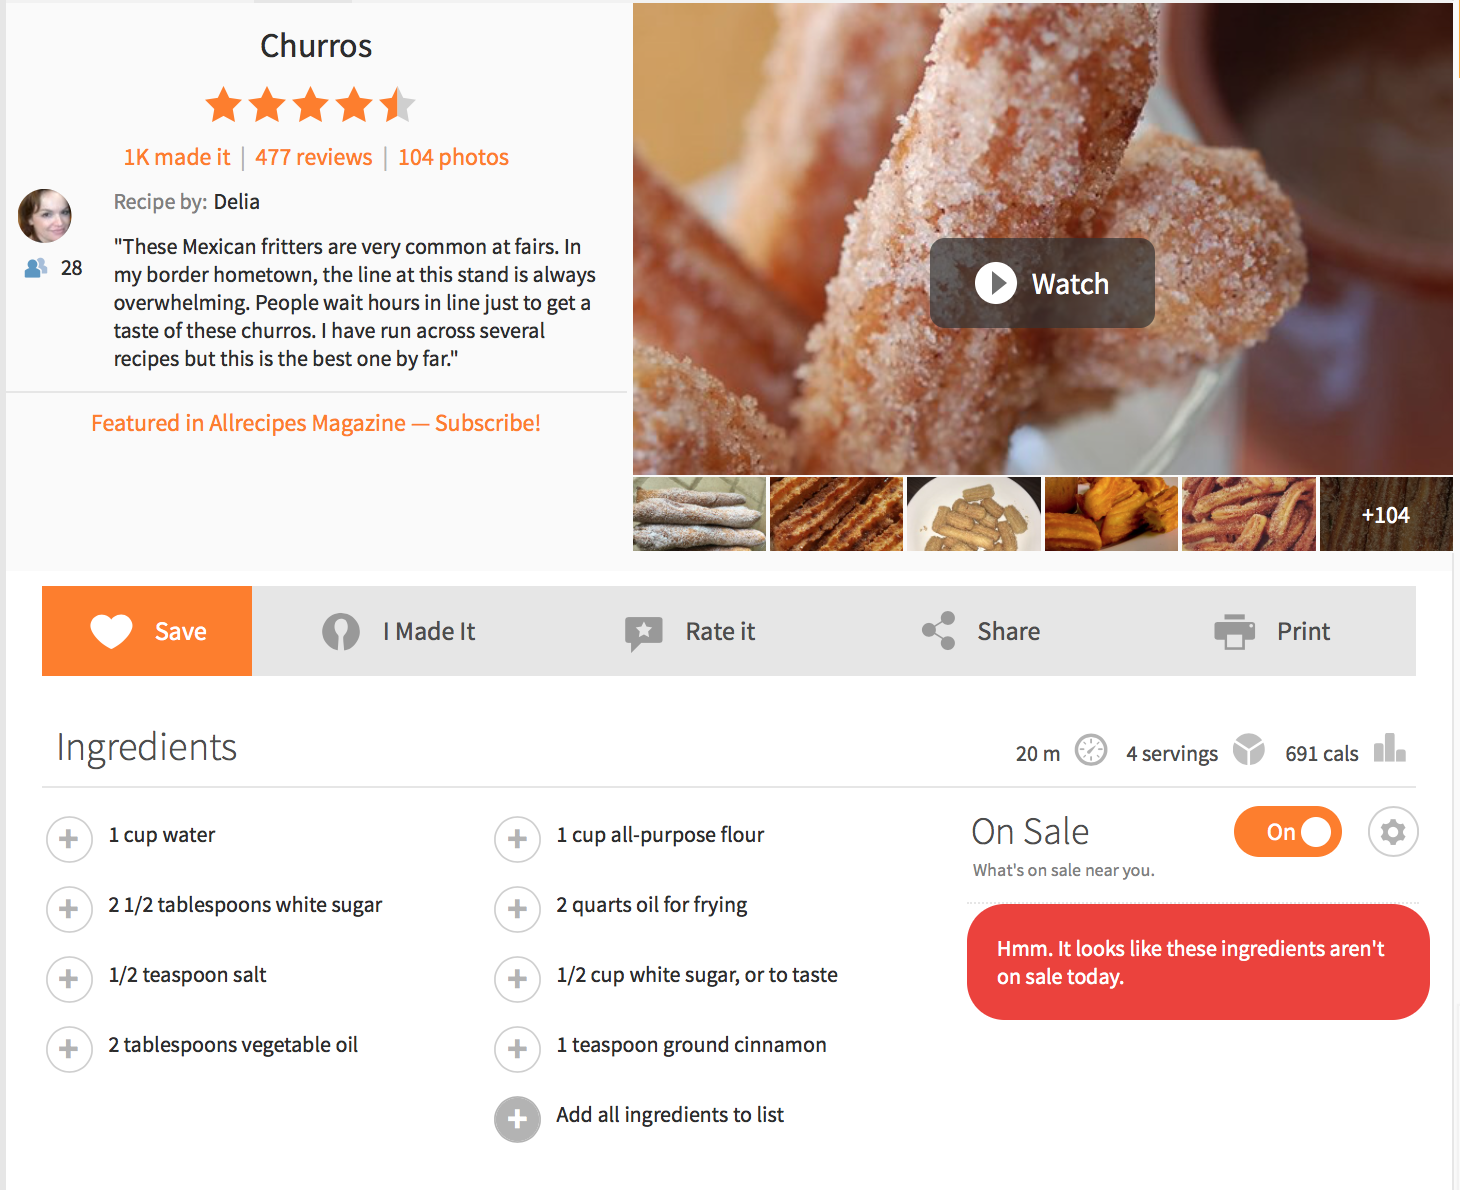 Churros
1K made it | 477 reviews | 104 photos
Recipe by: Delia
28
"These Mexican fritters are very common at fairs. In
my border hometown, the line at this stand is always
overwhelming. People wait hours in line just to get a
taste of these churros. I have run across several
recipes but this is the best one by far."
Featured in Allrecipes Magazine — Subscribe!
Watch
+104
Save
I Made It
Rate it
Share
Print
Ingredients
20 m
4 servings
691 cals
1 cup water
2 1/2 tablespoons white sugar
1/2 teaspoon salt
2 tablespoons vegetable oil
1 cup all-purpose flour
2 quarts oil for frying
1/2 cup white sugar, or to taste
1 teaspoon ground cinnamon
Add all ingredients to list
On Sale
On
What's on sale near you.
Hmm. It looks like these ingredients aren't
on sale today.